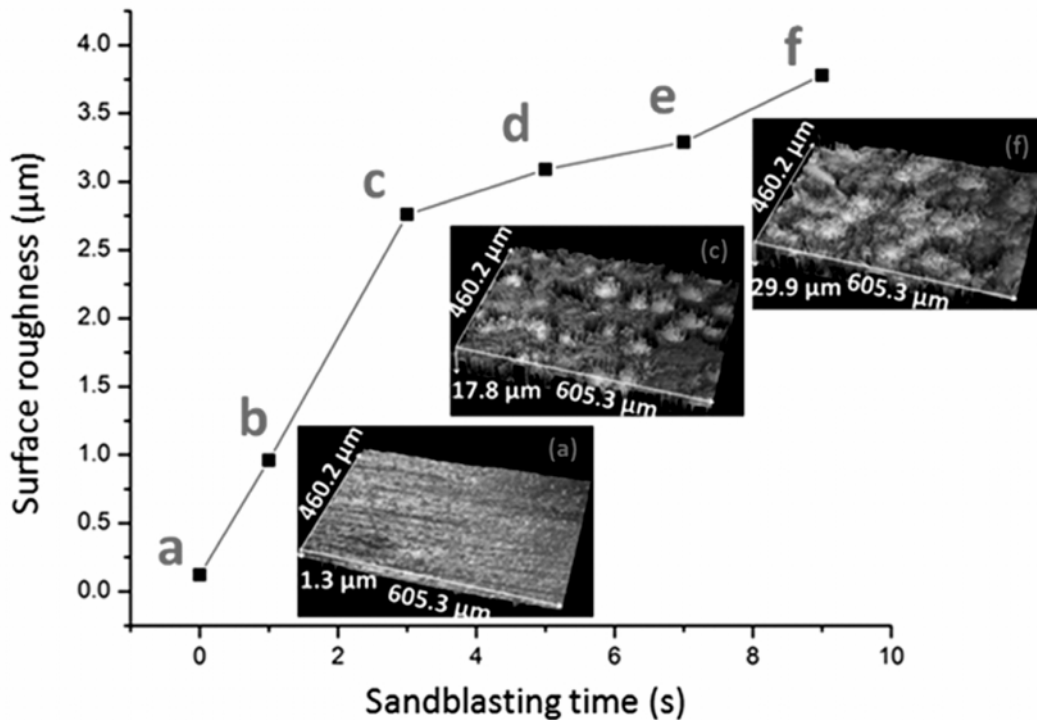 Surface roughness (μm)
4.0
3.5
3.0
2.5
2.0
1.5
1.0
0.5
0.0
a
b
c
d
e
f
(f)
460.2 μm
29.9 μm
605.3 μm
(c)
460.2 μm
17.8 μm
605.3 μm
(a)
460.2 μm
1.3 μm
605.3 μm
0 2 4 6 8 10
Sandblasting time (s)